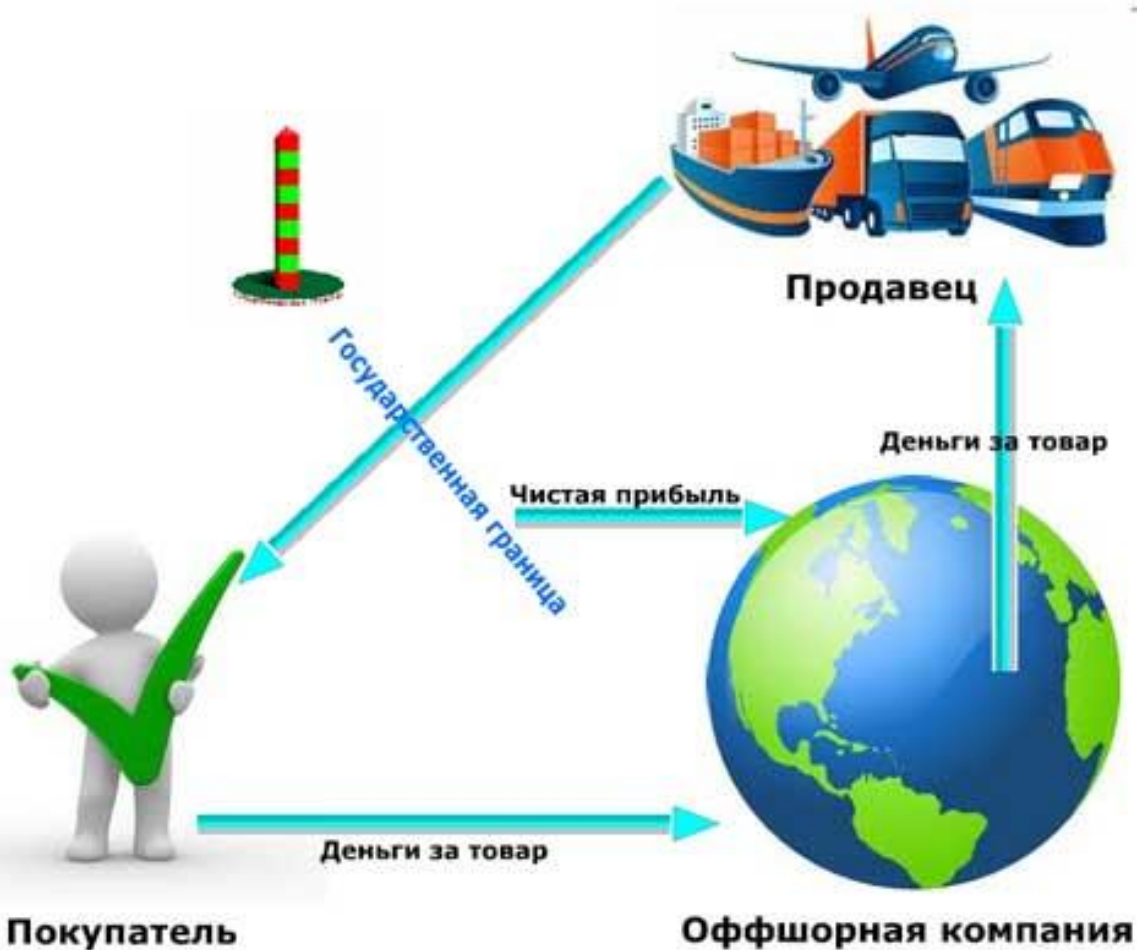 Продавец
Государственная граница
Деньги за товар
Чистая прибыль
Деньги за товар
Покупатель
Оффшорная компания